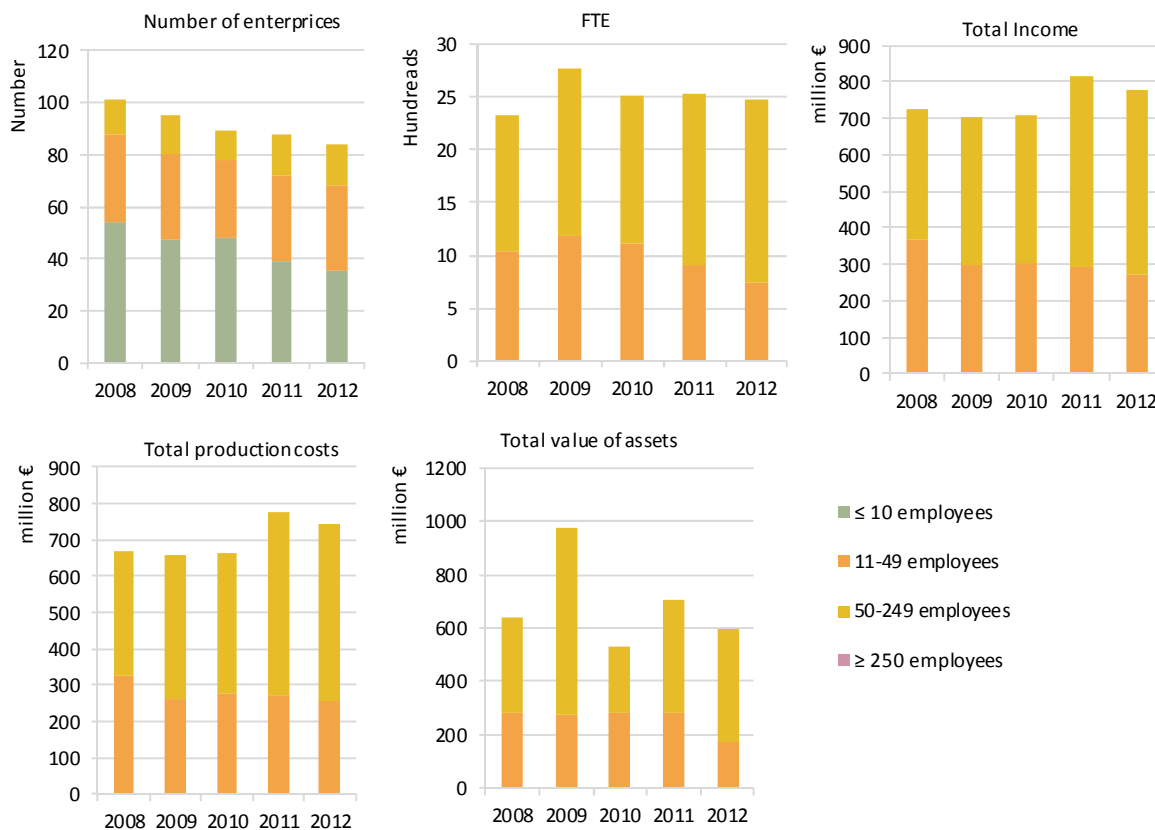 Number of enterprices
Number
120
100
80
60
40
20
0
2008 2009 2010 2011 2012
FTE
Hundreads
30
25
20
15
10
5
0
2008 2009 2010 2011 2012
Total Income
million €
900
800
700
600
500
400
300
200
100
0
2008 2009 2010 2011 2012
Total production costs
million €
900
800
700
600
500
400
300
200
100
0
2008 2009 2010 2011 2012
Total value of assets
million €
1200
1000
800
600
400
200
0
2008 2009 2010 2011 2012
≤ 10 employees
11-49 employees
50-249 employees
≥ 250 employees